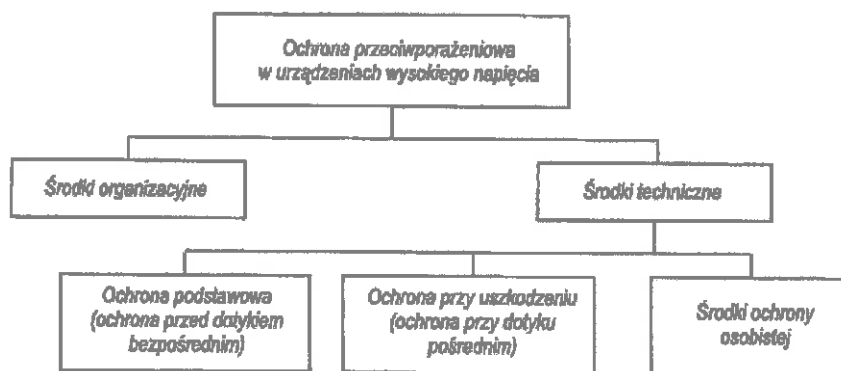 Ochrona przeciwporażeniowa
w urządzeniach wysokiego napięcia
Środki organizacyjne
Środki techniczne
Ochrona podstawowa
(ochrona przed dotykiem
bezpośrednim)
Ochrona przy uszkodzeniu
(ochrona przy dotyku
pośrednim)
Środki ochrony
osobistej